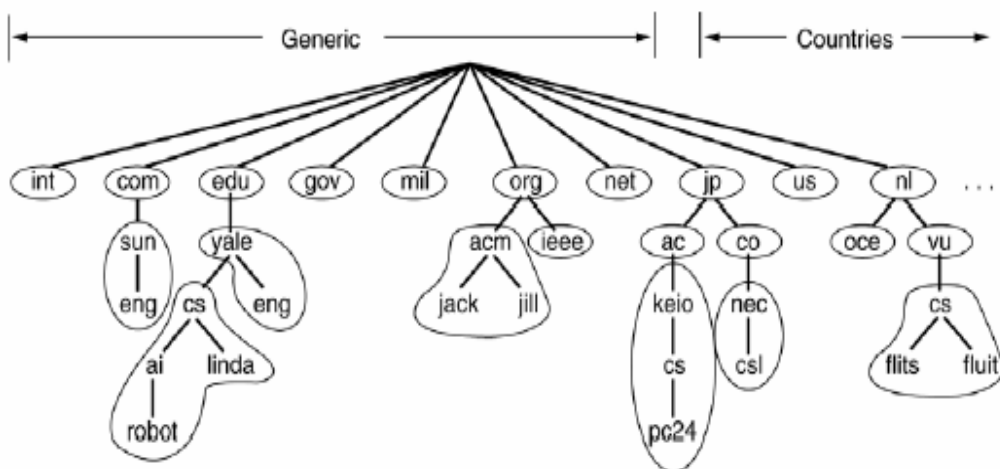 Generic Countries
int com edu gov mil org net jp us nl ...
sun yale acm ieee ac co oce vu
eng cs eng jack jill keio nec cs
ai linda cs csl flits fluit
robot pc24